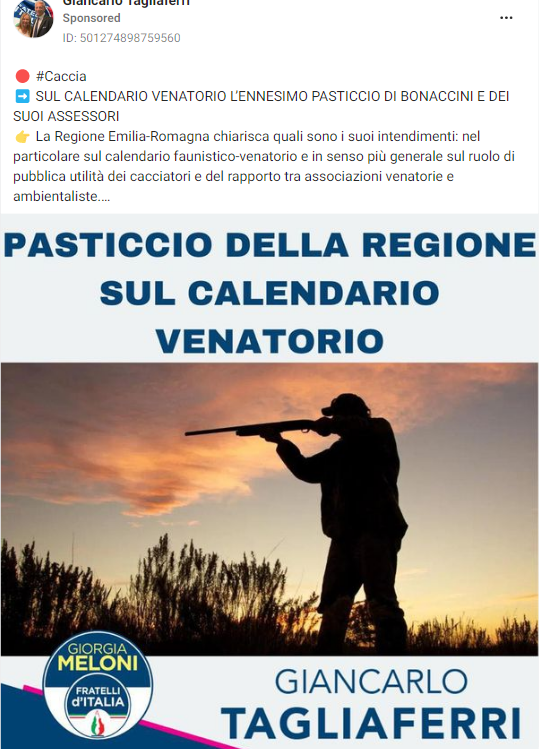 Giancarlo Tagliaferri
Sponsored
ID: 501274898759560
#Caccia
SUL CALENDARIO VENATORIO L'ENNESIMO PASTICCIO DI BONACCINI E DEI
SUOI ASSESSORI
La Regione Emilia-Romagna chiarisca quali sono i suoi intendimenti: nel
particolare sul calendario faunistico-venatorio e in senso più generale sul ruolo di
pubblica utilità dei cacciatori e del rapporto tra associazioni venatorie e
ambientaliste....
PASTICCIO DELLA REGIONE
SUL CALENDARIO
VENATORIO
GIORGIA
MELONI
FRATELLI
d'ITALIA
GIANCARLO
TAGLIAFERRI